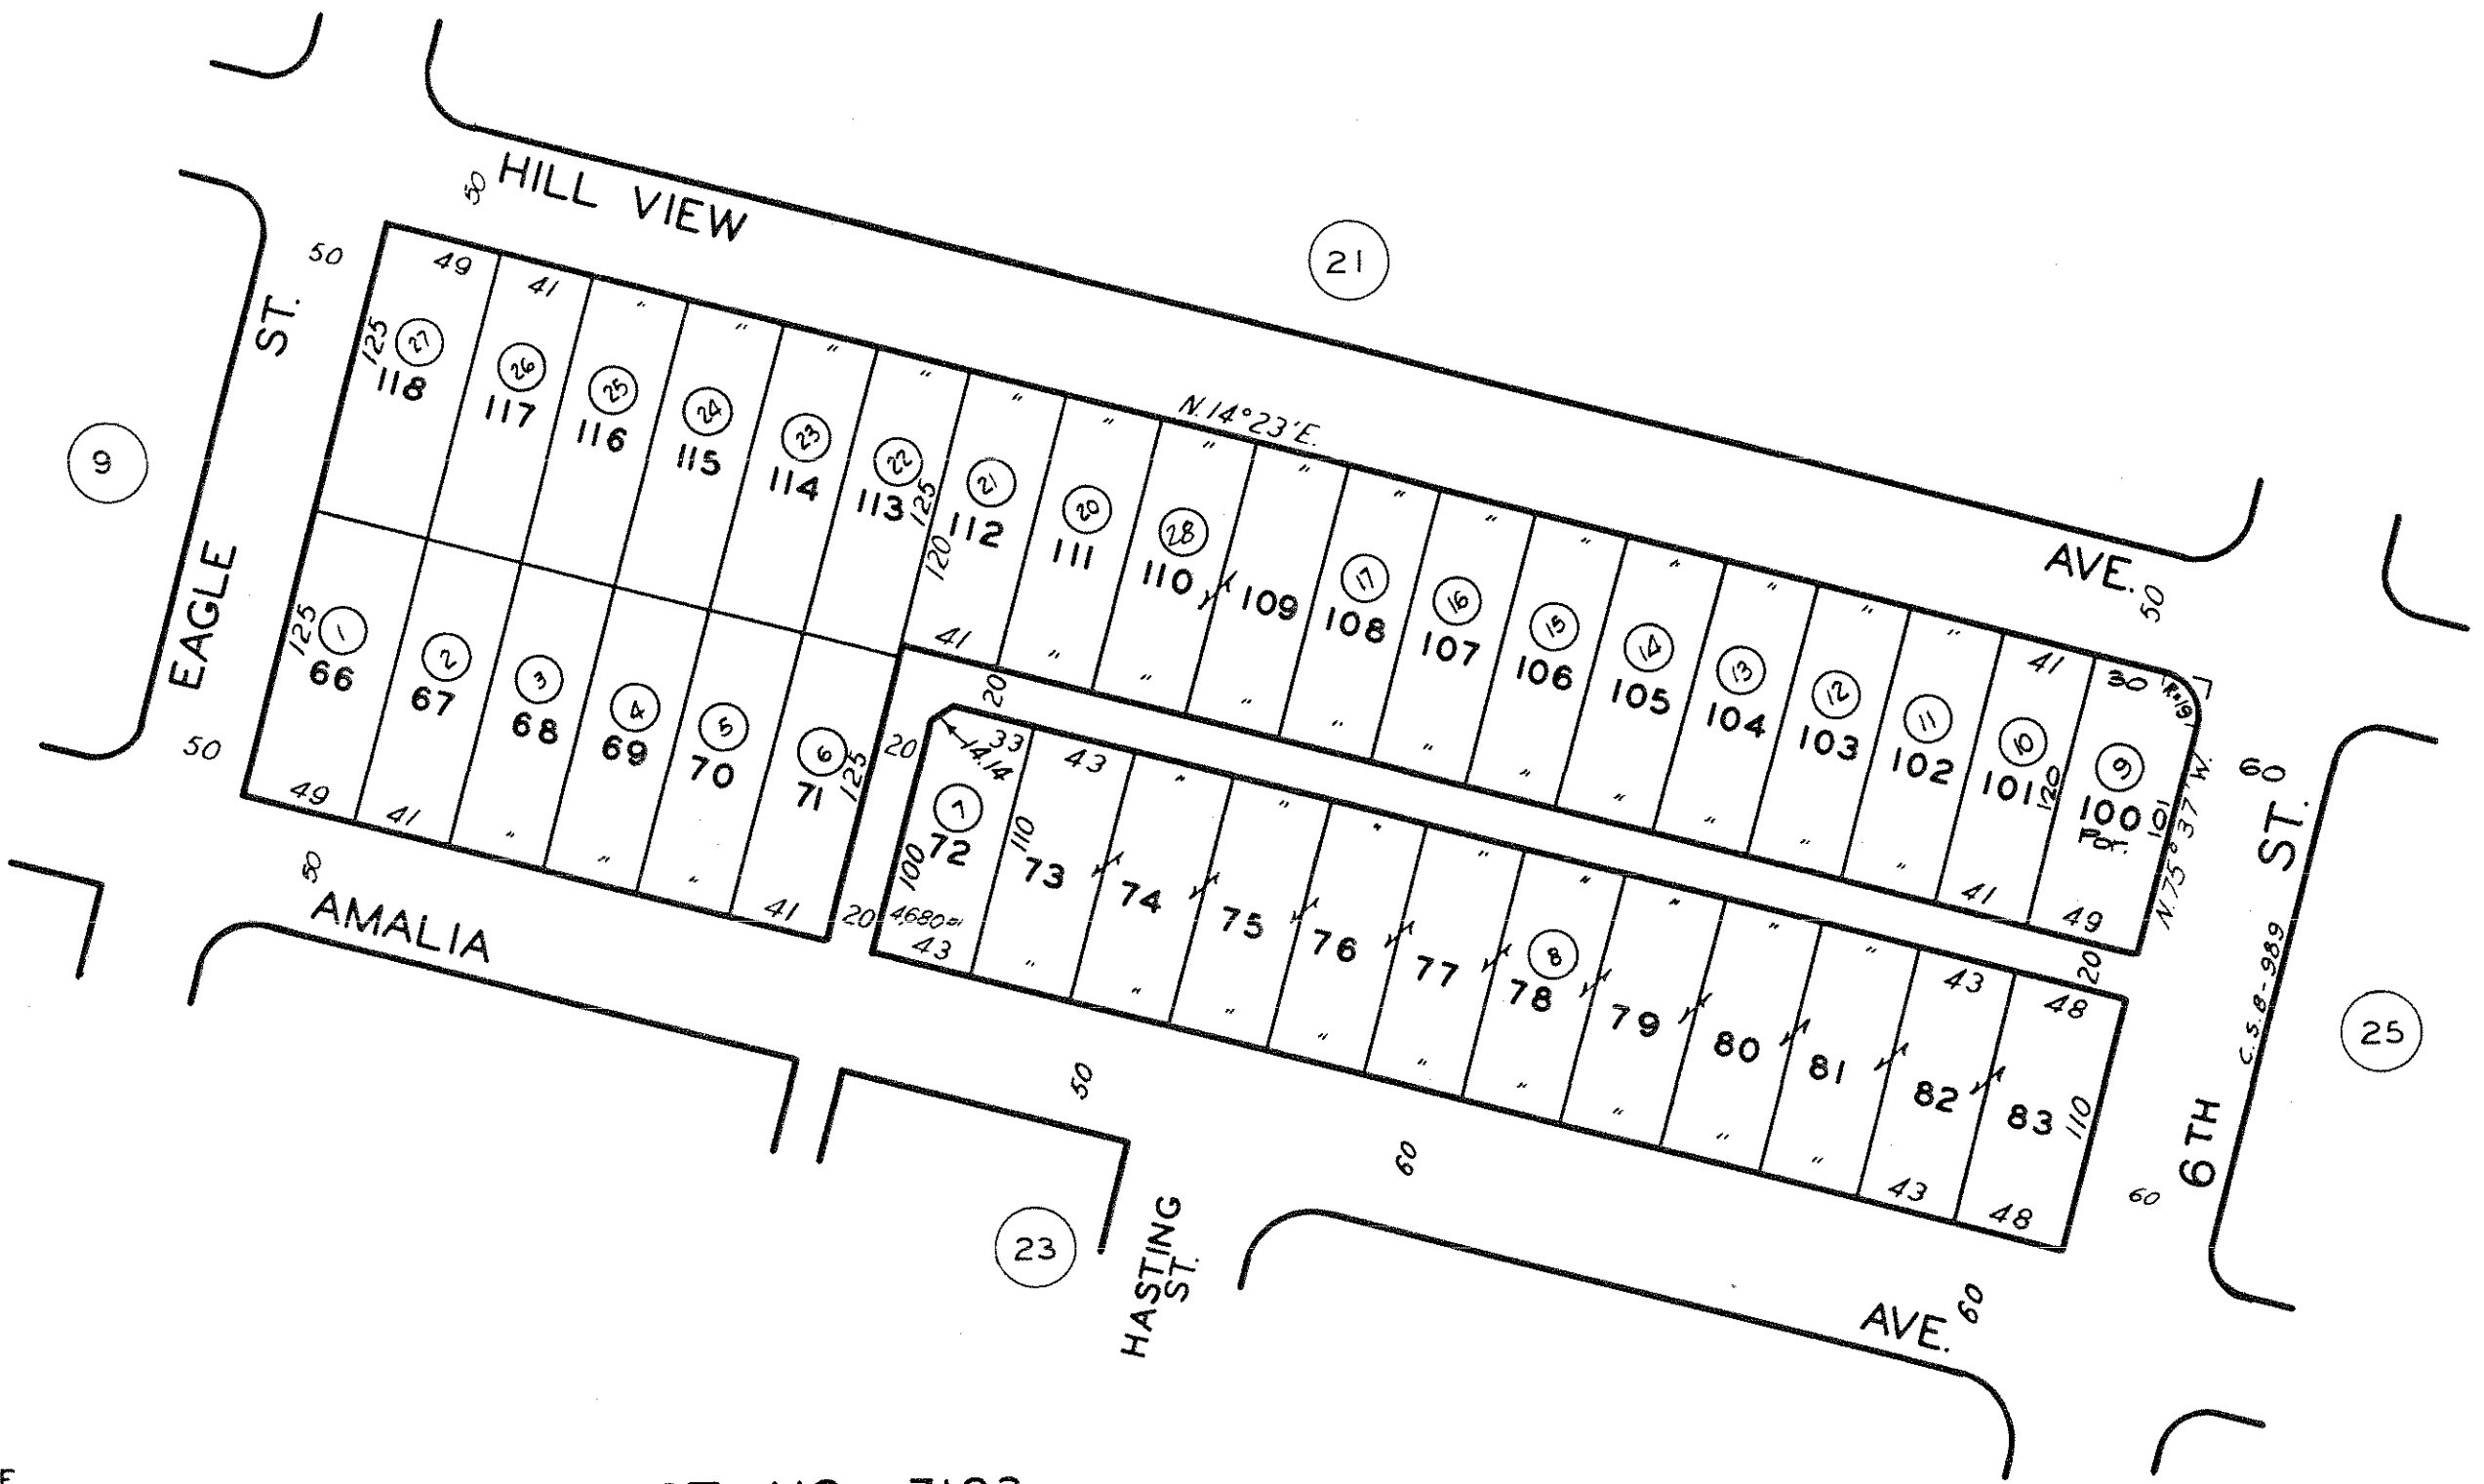 HILL VIEW AVE.
50
50
21
9
EAGLE ST.
49 41 " " " " " " " " " " " " " " " " 41 30
N.14°23'E.
R=19
50
125
27 26 25 24 23 22 21 20 28 17 16 15 14 13 12 11 10 9
118 117 116 115 114 113 112 111 110 109 108 107 106 105 104 103 102 101 100
Por.
125
120
120
101
N.75°37'W.
60
41 " " " " " " " " " " 41 49
125
1 2 3 4 5 6
66 67 68 69 70 71
125
49 41 " " " 41
50
50
20
20
20
20
14.14
33 43 " " " " " " " " 43 48
7
8
72 73 74 75 76 77 78 79 80 81 82 83
100
110
110
4,680
43 " " " " " " " " " 43 48
AMALIA AVE.
50
60
60
60
6TH ST.
C.S.B-989
25
23
HASTING
ST.